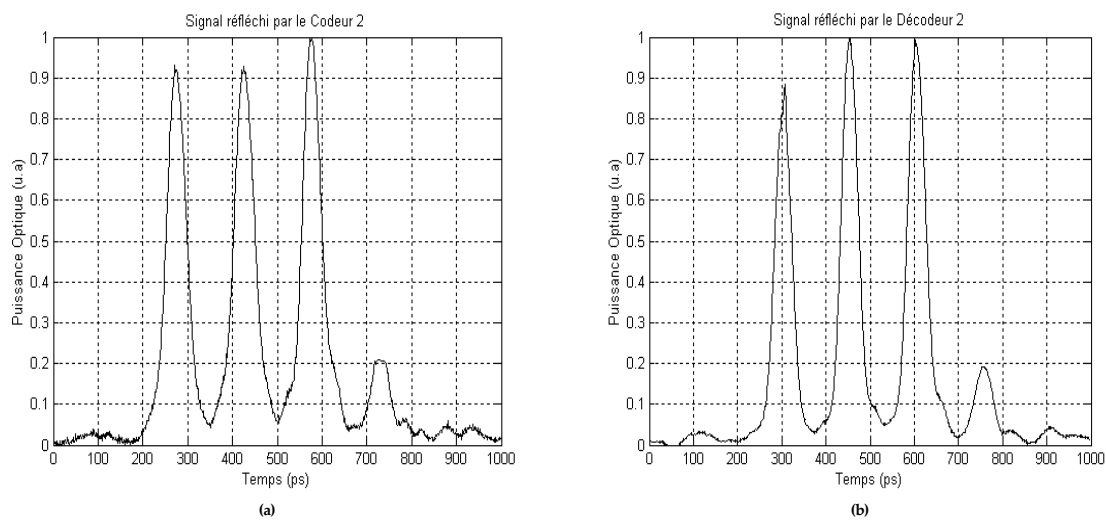 Signal réfléchi par le Codeur 2
1
0.9
0.8
0.7
0.6
0.5
0.4
0.3
0.2
0.1
0
Puissance Optique (u.a)
0 100 200 300 400 500 600 700 800 900 1000
Temps (ps)
(a)
Signal réfléchi par le Décodeur 2
1
0.9
0.8
0.7
0.6
0.5
0.4
0.3
0.2
0.1
0
Puissance Optique (u.a)
0 100 200 300 400 500 600 700 800 900 1000
Temps (ps)
(b)